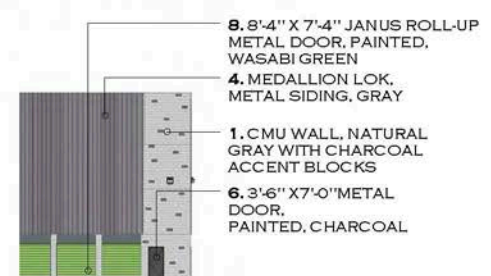 8. 8'-4" X 7'-4" JANUS ROLL-UP
METAL DOOR, PAINTED,
WASABI GREEN
4. MEDALLION LOK,
METAL SIDING, GRAY
1. CMU WALL, NATURAL
GRAY WITH CHARCOAL
ACCENT BLOCKS
6. 3'-6" X7'-0"METAL
DOOR,
PAINTED, CHARCOAL